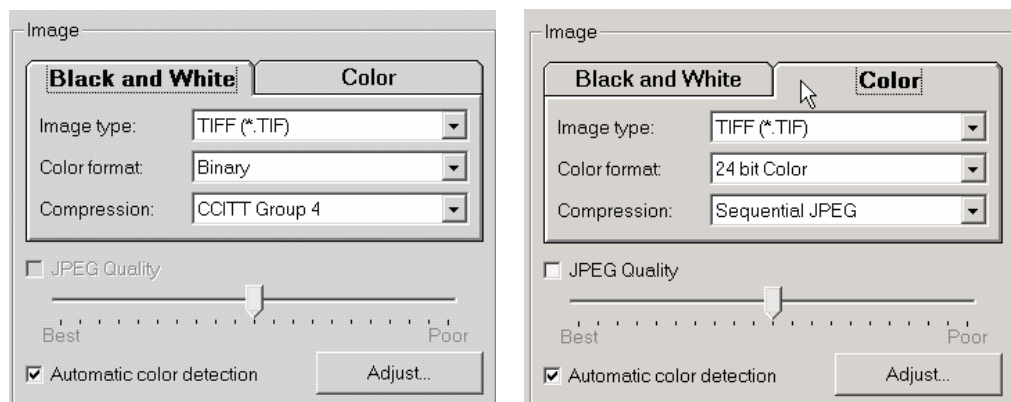 Image
Black and White Color
Image type: TIFF (*.TIF)
Color format: Binary
Compression: CCITT Group 4
JPEG Quality
Best Poor
Automatic color detection Adjust...
Image
Black and White Color
Image type: TIFF (*.TIF)
Color format: 24 bit Color
Compression: Sequential JPEG
JPEG Quality
Best Poor
Automatic color detection Adjust...